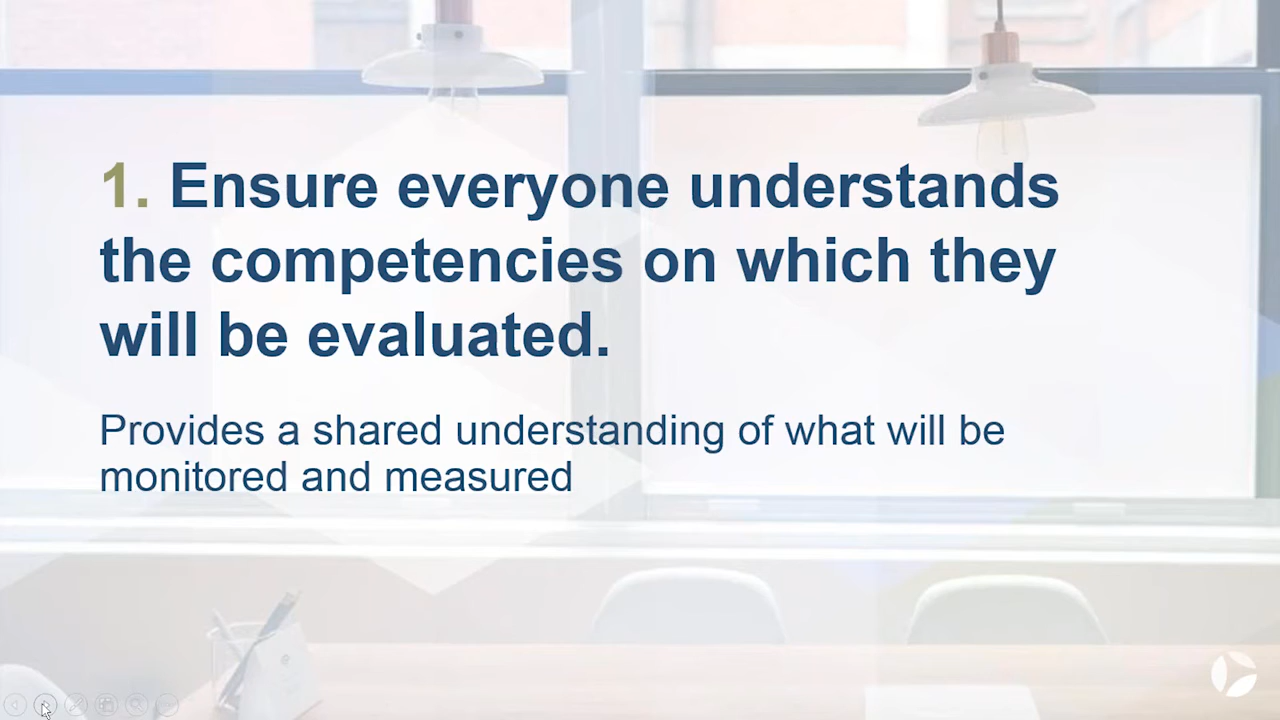 1. Ensure everyone understands
the competencies on which they
will be evaluated.
Provides a shared understanding of what will be
monitored and measured